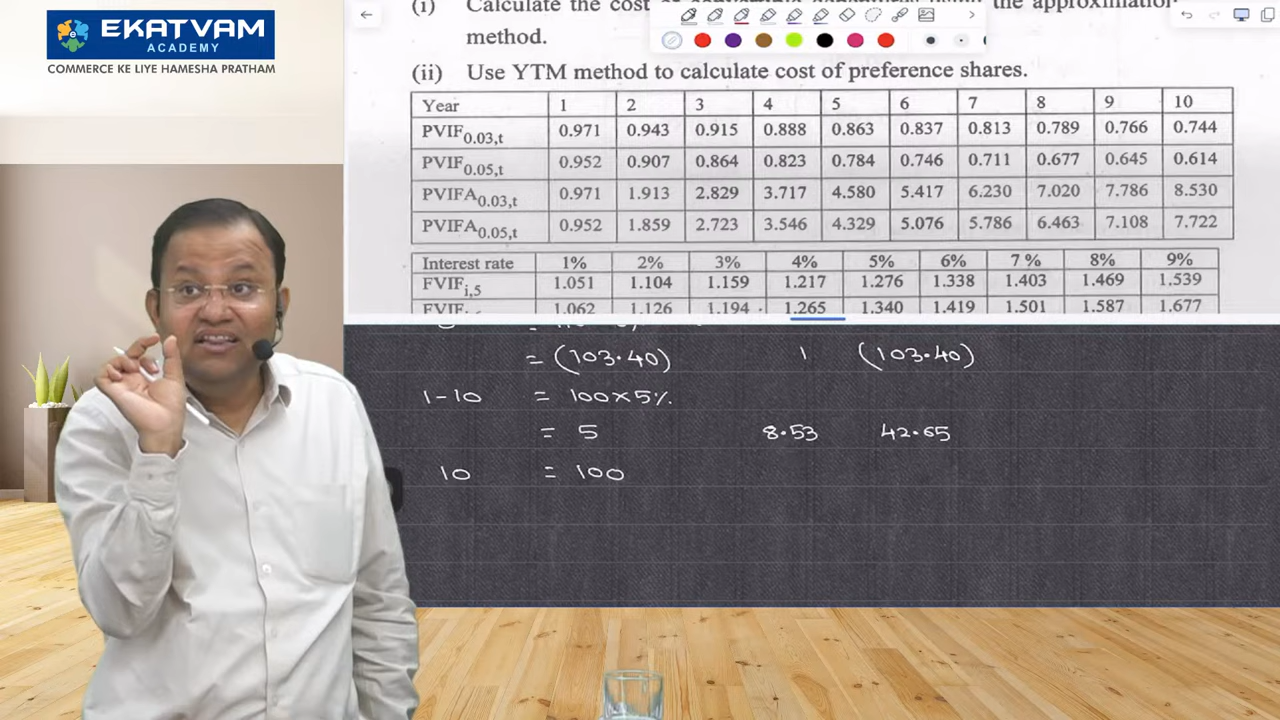 EKATVAM
ACADEMY
COMMERCE KE LIYE HAMESHA PRATHAM
(i) Calculate the cost
the approximation
method.
(ii) Use YTM method to calculate cost of preference shares.
Year 1 2 3 4 5 6 7 8 9 10
PVIF0.03,t 0.971 0.943 0.915 0.888 0.863 0.837 0.813 0.789 0.766 0.744
PVIF0.05,t 0.952 0.907 0.864 0.823 0.784 0.746 0.711 0.677 0.645 0.614
PVIFA0.03,t 0.971 1.913 2.829 3.717 4.580 5.417 6.230 7.020 7.786 8.530
PVIFA0.05,t 0.952 1.859 2.723 3.546 4.329 5.076 5.786 6.463 7.108 7.722
Interest rate 1% 2% 3% 4% 5% 6% 7% 8% 9%
FVIFi,5 1.051 1.104 1.159 1.217 1.276 1.338 1.403 1.469 1.539
1.062 1.126 1.194 1.265 1.340 1.419 1.501 1.587 1.677
= (103.40) 1 (103.40)
1-10 = 100×5%
= 5 8.53 42.65
10 = 100